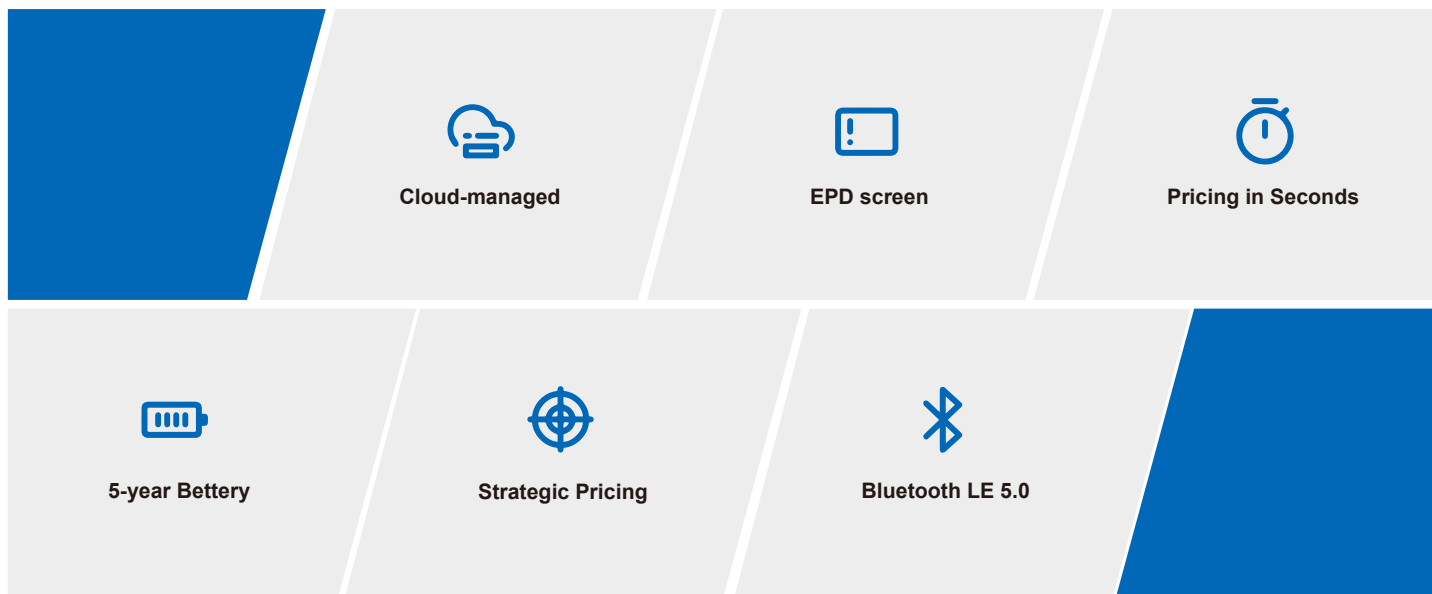 Cloud-managed
EPD screen
Pricing in Seconds
5-year Bettery
Strategic Pricing
Bluetooth LE 5.0